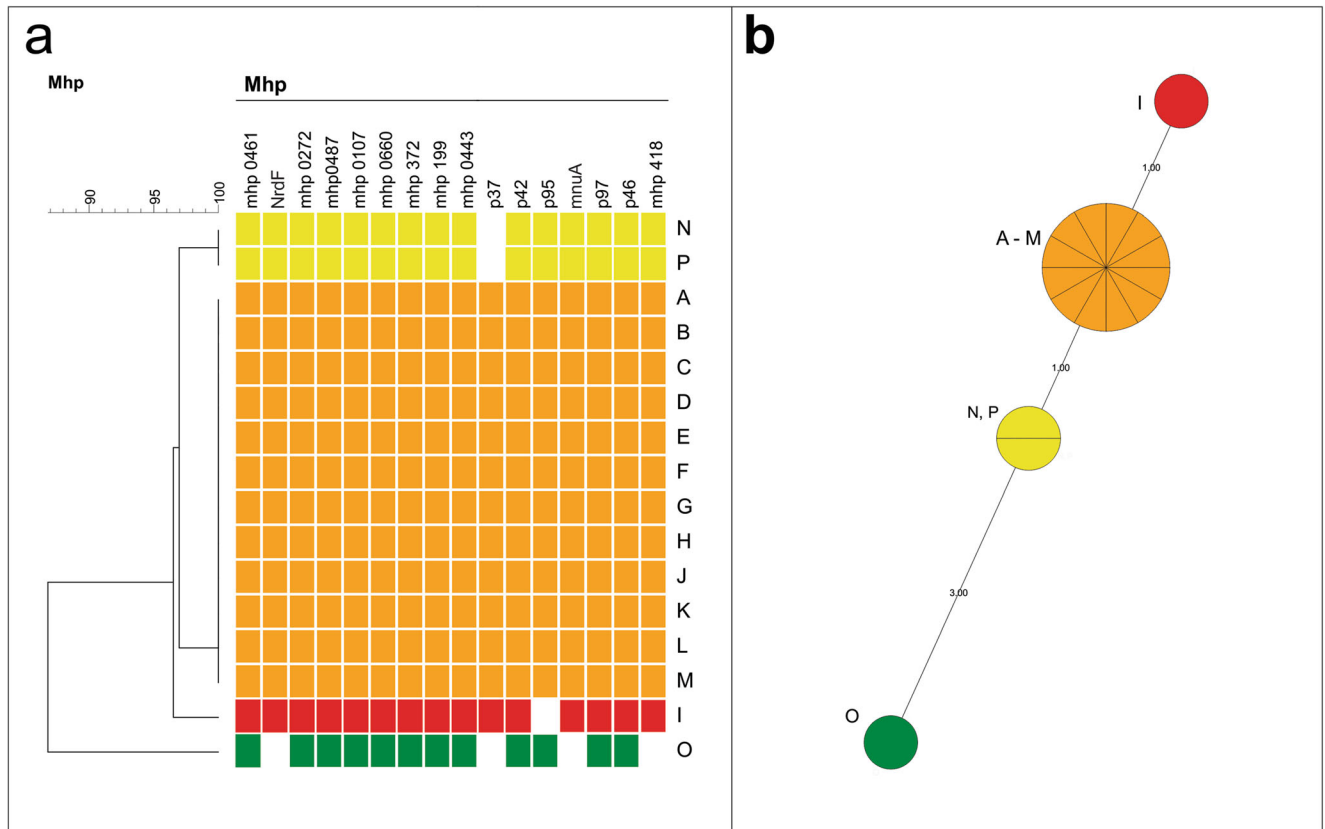 a
Mhp
Mhp
mhp 0461
NrdF
mhp 0272
mhp0487
mhp 0107
mhp 0660
mhp 372
mhp 199
mhp 0443
p37
p42
p95
mnuA
p97
p46
mhp 418
90
95
100
N
P
A
B
C
D
E
F
G
H
J
K
L
M
I
O
b
I
1.00
A - M
1.00
N, P
3.00
O